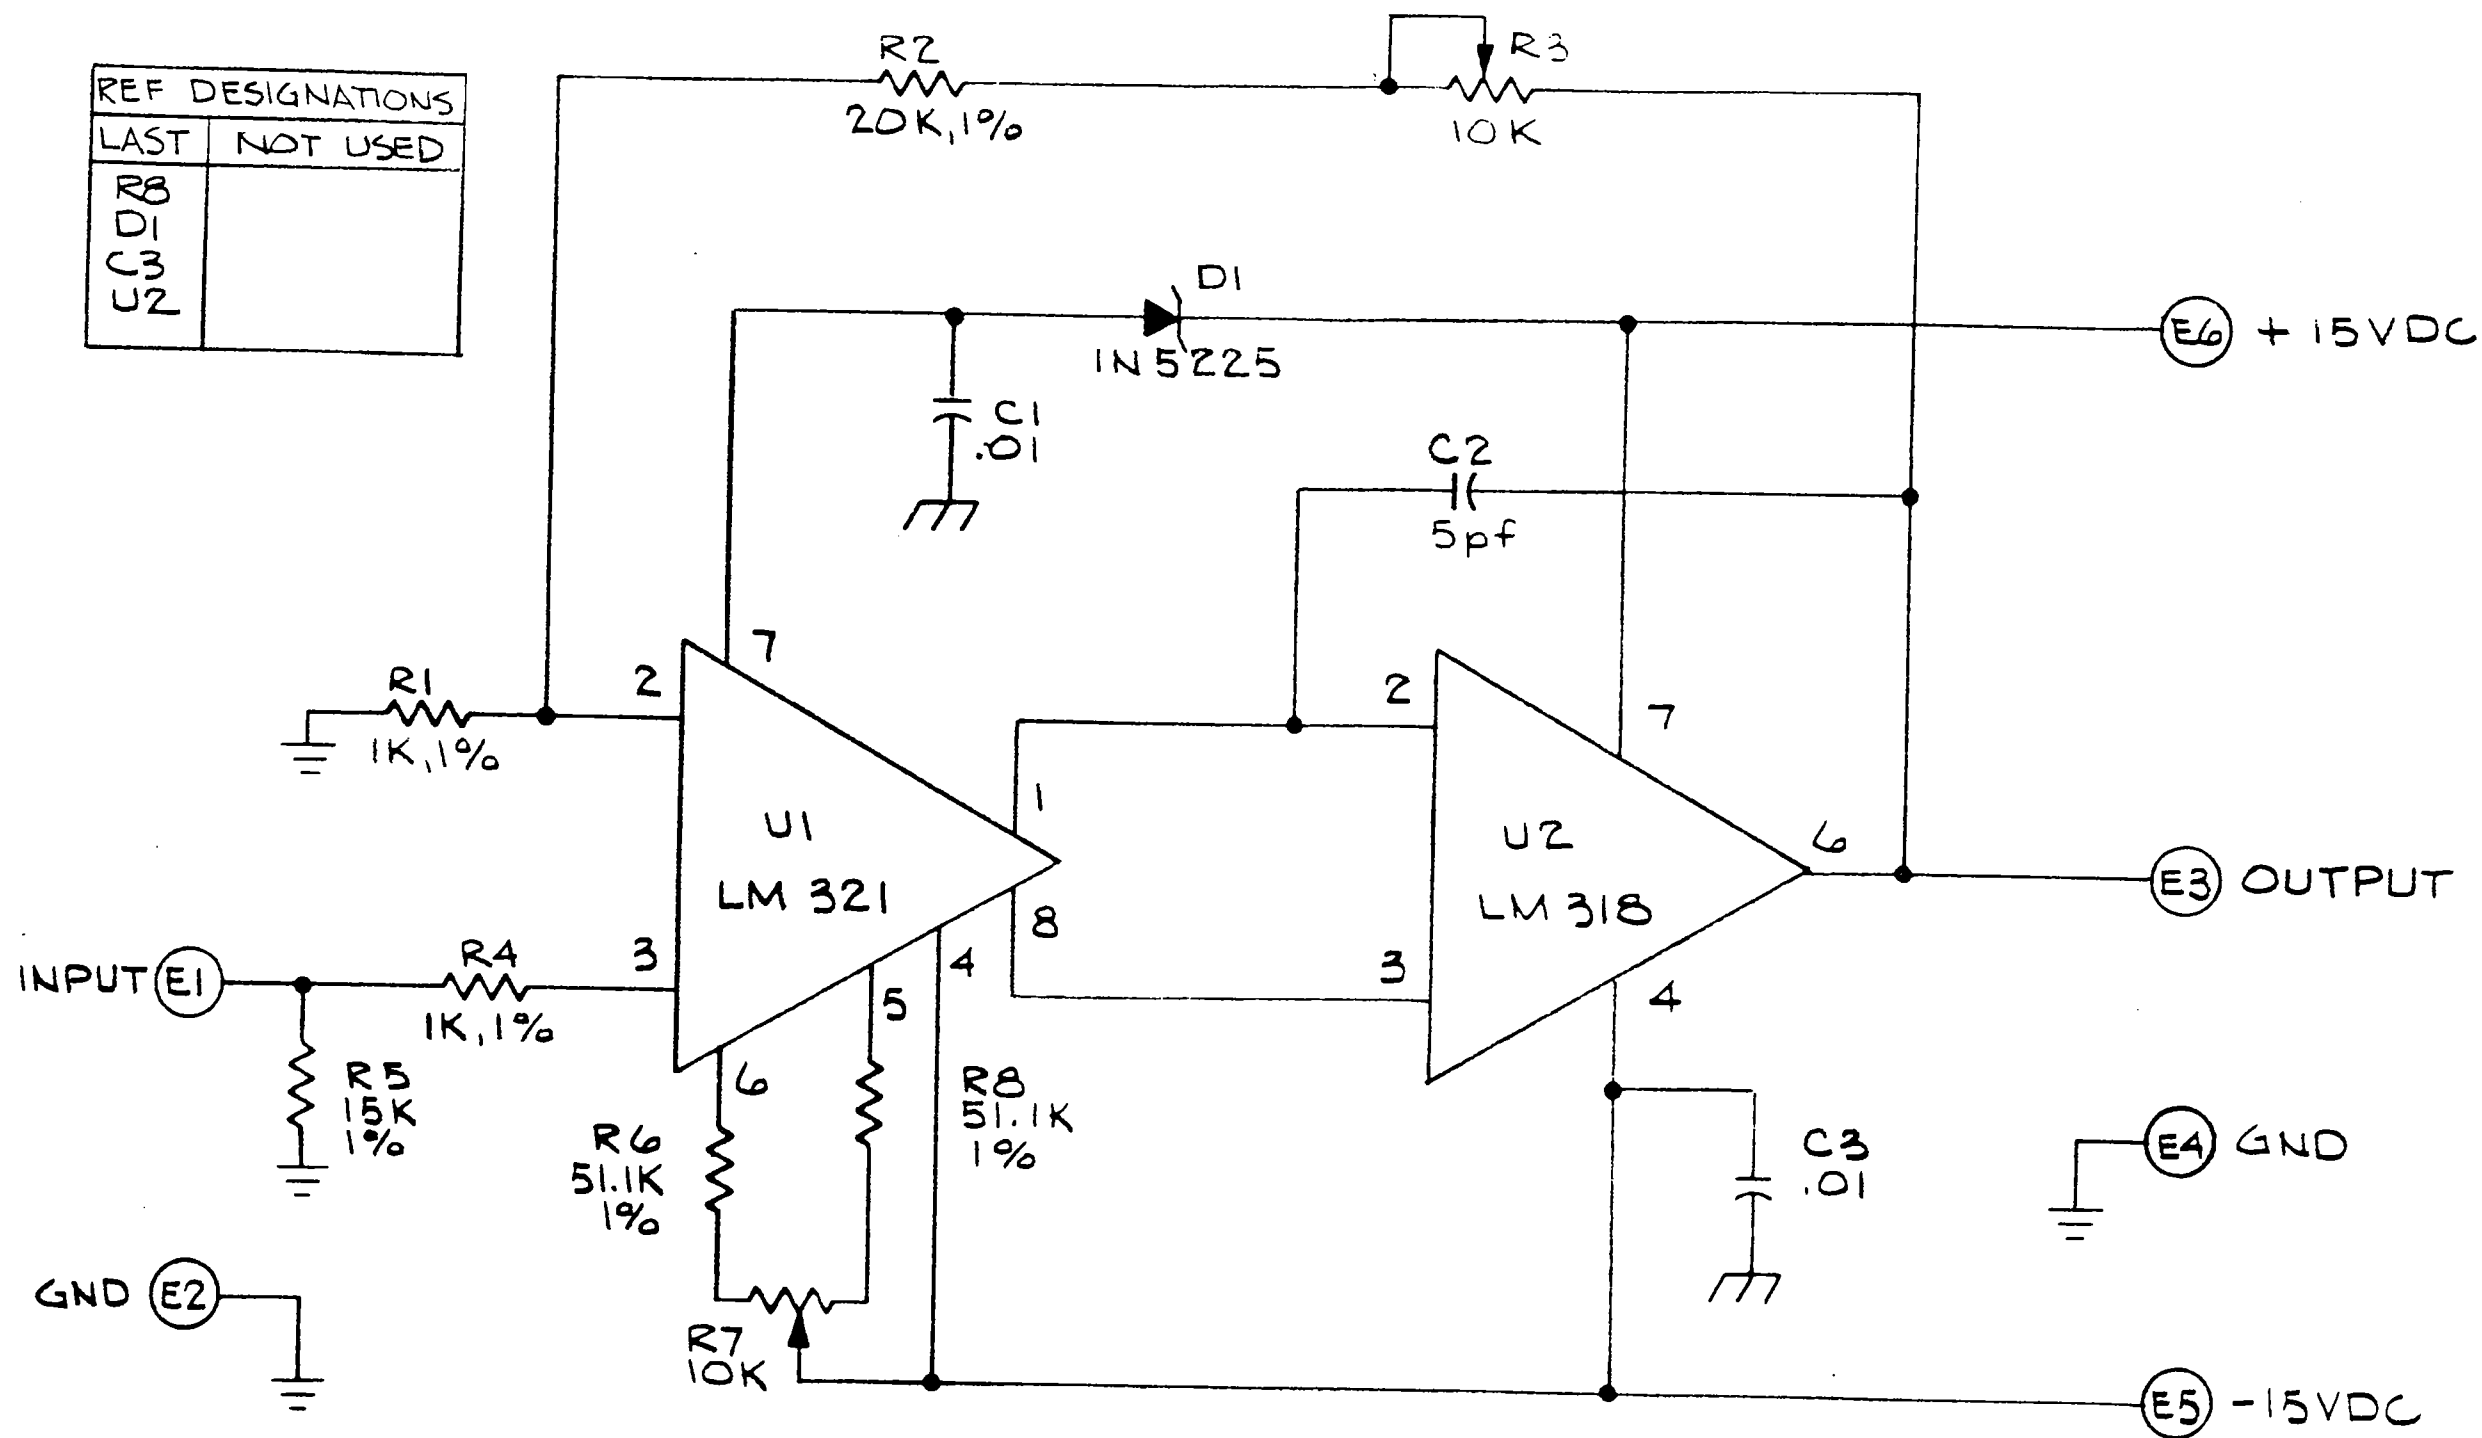 REF DESIGNATIONS
LAST NOT USED
R8
D1
C3
U2
R2
20K, 1%
R3
10K
D1
IN5225
E6 +15VDC
C1
.01
C2
5pf
R1
1K, 1%
2
7
1
U1
LM 321
8
4
3
5
6
2
7
U2
LM 318
6
3
4
E3 OUTPUT
INPUT E1
R4
1K, 1%
R5
15K
1%
R6
51.1K
1%
R8
51.1K
1%
C3
.01
E4 GND
GND E2
R7
10K
E5 -15VDC